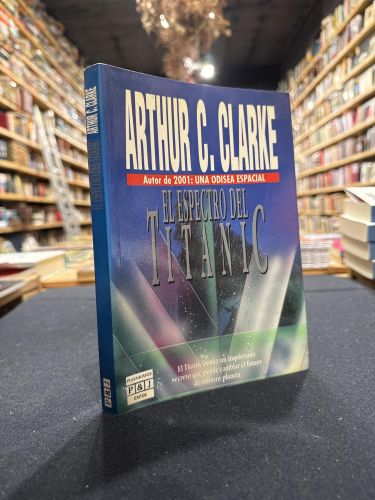 ARTHUR C. CLARKE
Autor de 2001: UNA ODISEA ESPACIAL
EL ESPECTRO DEL
TITANIC
El Titanic oculta un inquietante
secreto que puede cambiar el futuro
de nuestro planeta
PLAZA & JANES
P&J
EXITOS
ARTHUR C. CLARKE
P&J